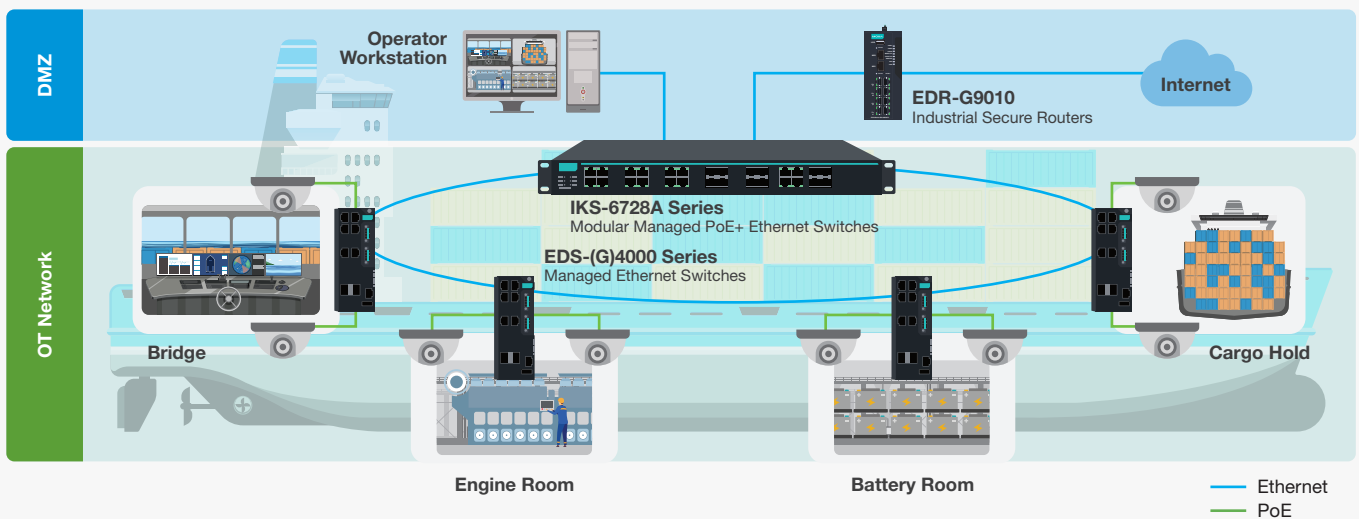 DMZ
Operator
Workstation
EDR-G9010
Industrial Secure Routers
Internet
OT Network
IKS-6728A Series
Modular Managed PoE+ Ethernet Switches
EDS-(G)4000 Series
Managed Ethernet Switches
Bridge
Cargo Hold
Engine Room
Battery Room
Ethernet
PoE